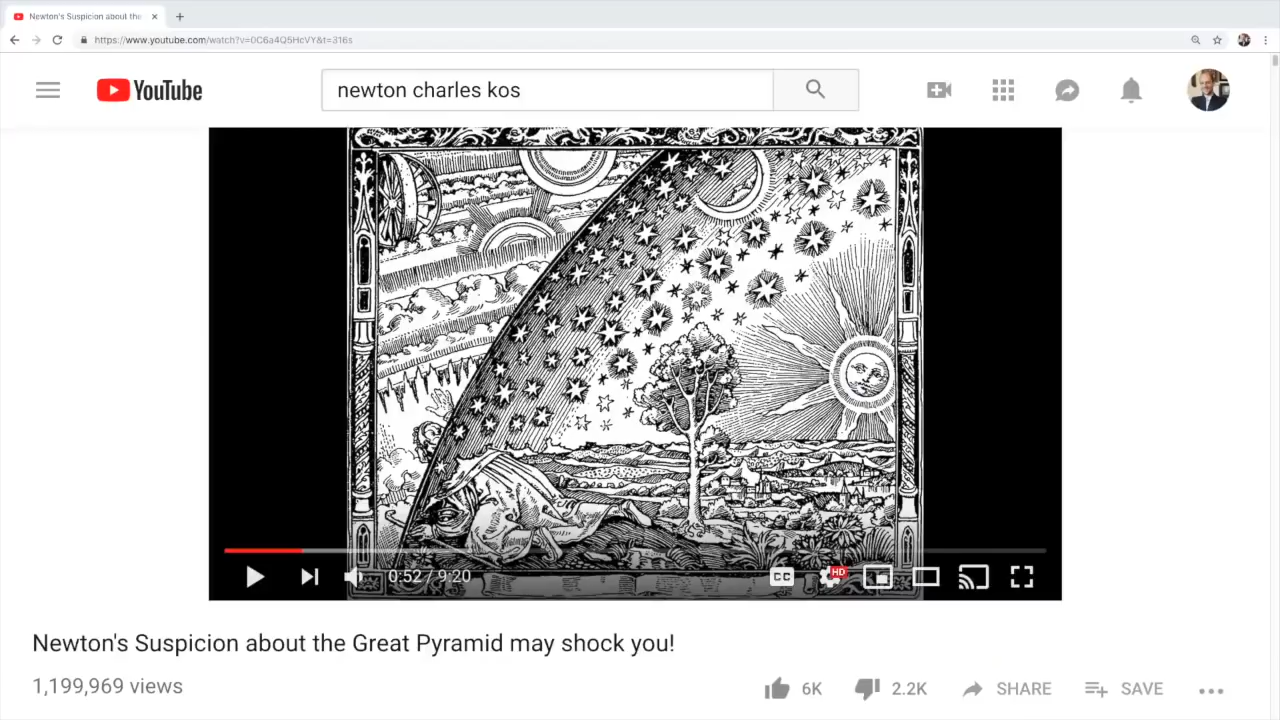 Newton's Suspicion about the
https://www.youtube.com/watch?v=0C6a4Q5HcVY&t=316s
YouTube
newton charles kos
0:52 / 9:20
CC
HD
Newton's Suspicion about the Great Pyramid may shock you!
1,199,969 views
6K
2.2K
SHARE
SAVE